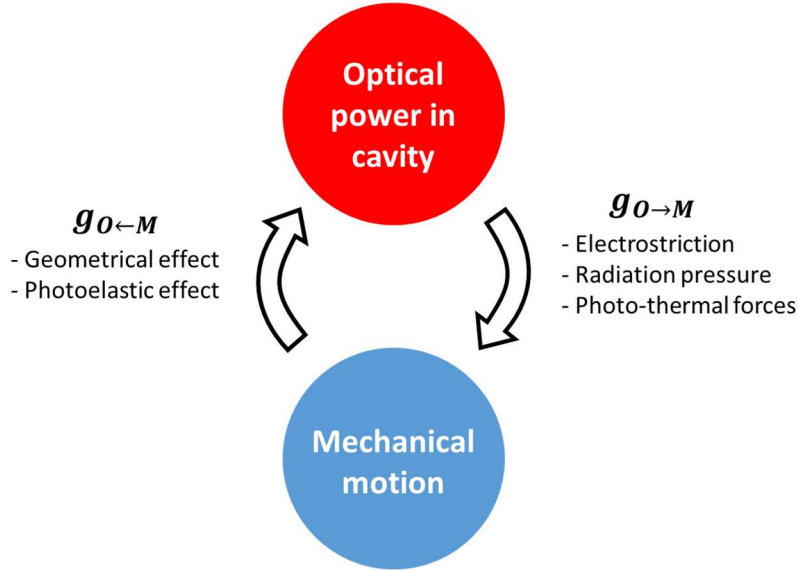 Optical
power in
cavity
g_{O←M}
- Geometrical effect
- Photoelastic effect
g_{O→M}
- Electrostriction
- Radiation pressure
- Photo-thermal forces
Mechanical
motion